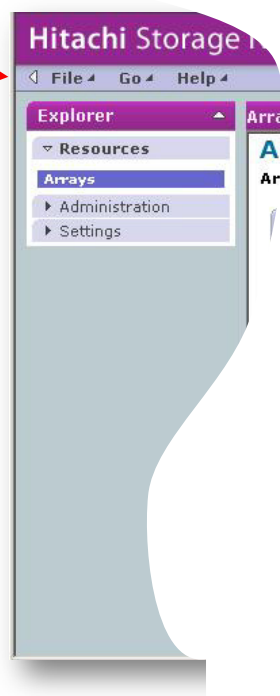 Hitachi Storage
File Go Help
Explorer
Resources
Arrays
Administration
Settings